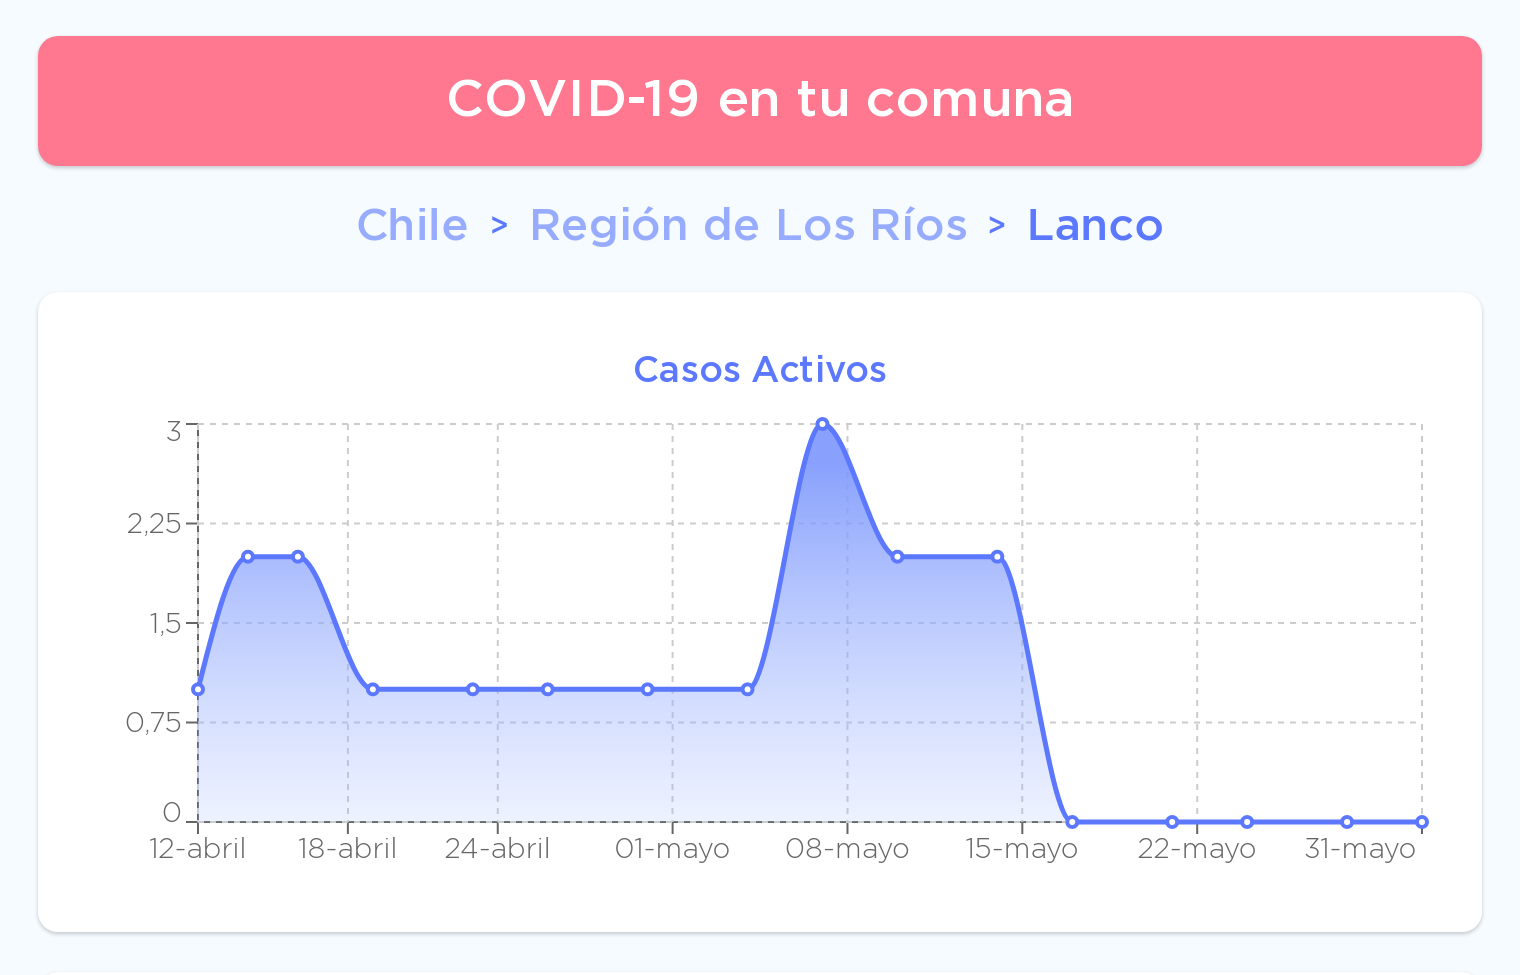 COVID-19 en tu comuna
Chile > Región de Los Ríos > Lanco
Casos Activos
3
2,25
1,5
0,75
0
12-abril 18-abril 24-abril 01-mayo 08-mayo 15-mayo 22-mayo 31-mayo